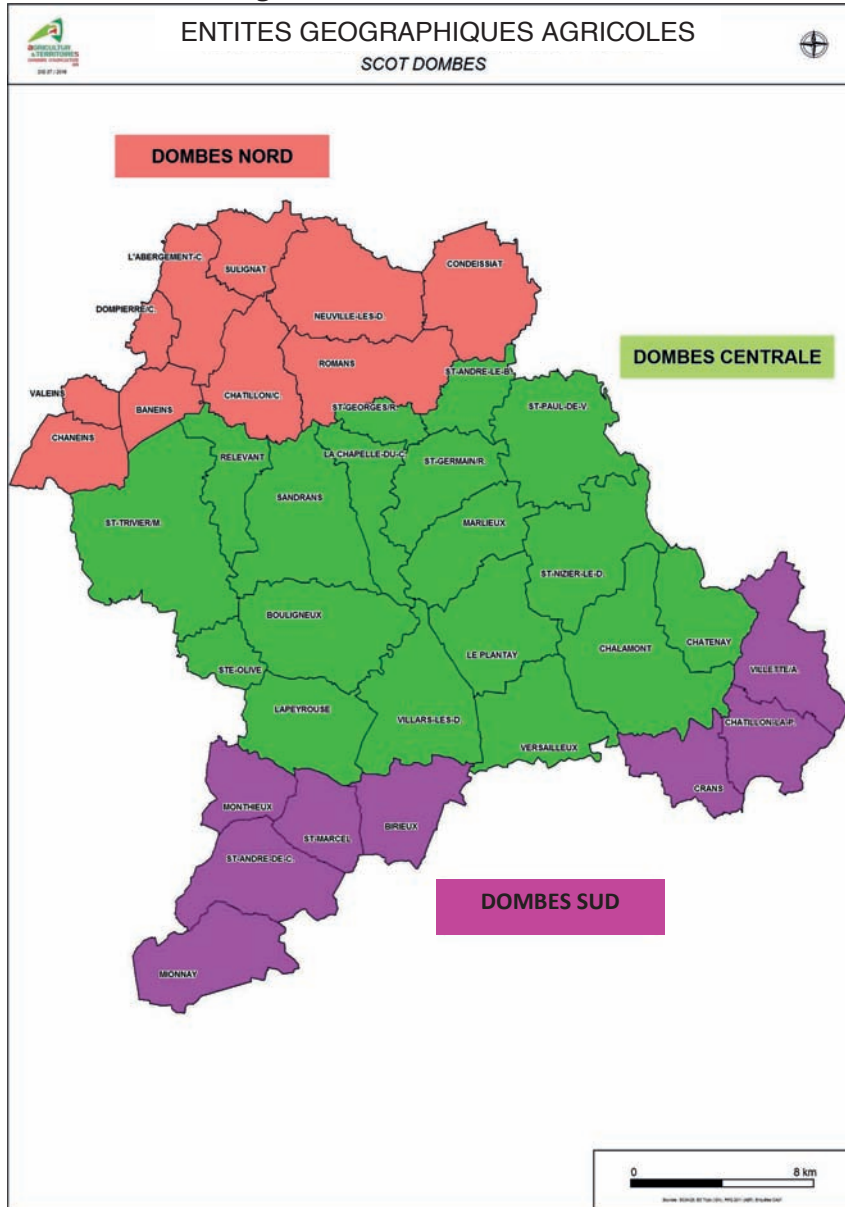 ENTITES GEOGRAPHIQUES AGRICOLES
SCOT DOMBES
AGRICULTUR
& TERRITOIRES
DOMBES NORD
L'ABERGEMENT-C.
SULIGNAT
CONDEISSIAT
DOMPIERRE/C.
NEUVILLE-LES-D.
ROMANS
DOMBES CENTRALE
ST-ANDRE-LE-B.
VALEINS
BANEINS
CHATILLON/C.
ST-GEORGES/R.
ST-PAUL-DE-V.
CHANEINS
RELEVANT
LA CHAPELLE-DU-C.
ST-GERMAIN/R.
SANDRANS
ST-TRIVIER/M.
MARLIEUX
ST-NIZIER-LE-D.
BOULIGNEUX
CHATENAY
LE PLANTAY
CHALAMONT
STE-OLIVE
VILLETTE/A.
LAPEYROUSE
VILLARS-LES-D.
CHATILLON-LA-P.
VERSAILLEUX
CRANS
MONTHIEUX
BIRIEUX
ST-MARCEL
ST-ANDRE-DE-C.
DOMBES SUD
MIONNAY
0 8 km